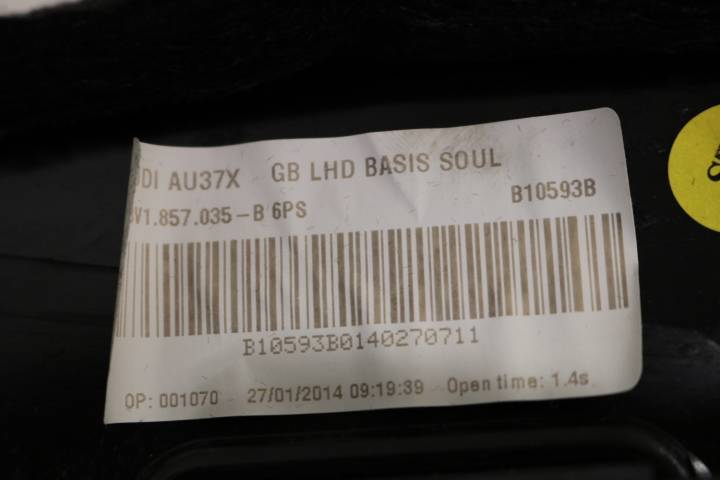 DI AU37X GB LHD BASIS SOUL
V1.857.035-B 6PS B10593B
B10593B0140270711
OP: 001070 27/01/2014 09:19:39 Open time: 1.4s